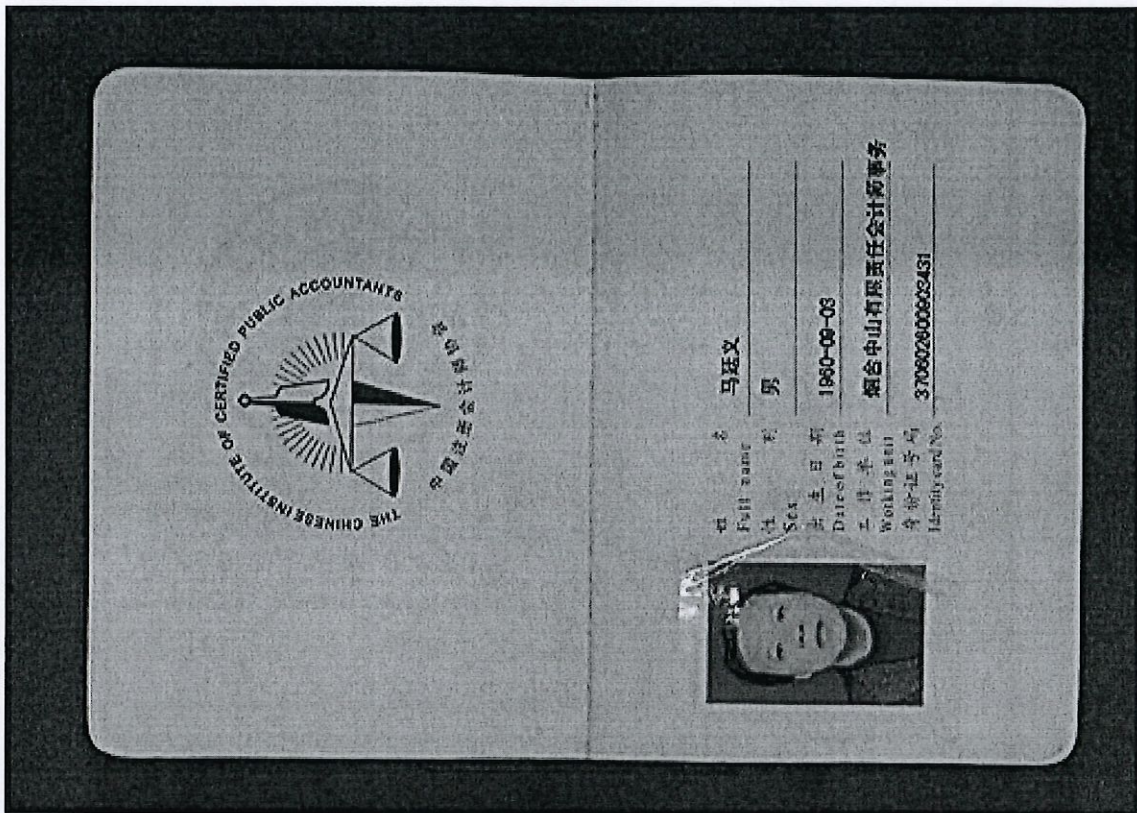 THE CHINESE INSTITUTE OF CERTIFIED PUBLIC ACCOUNTANTS
中国注册会计师协会
姓 名 马廷文
Full name
性 别 男
Sex
出生日期 1960-09-03
Date of birth
工作单位 烟台中山有限责任会计师事务
Working unit
身份证号码 370602600903431
Identity card No.